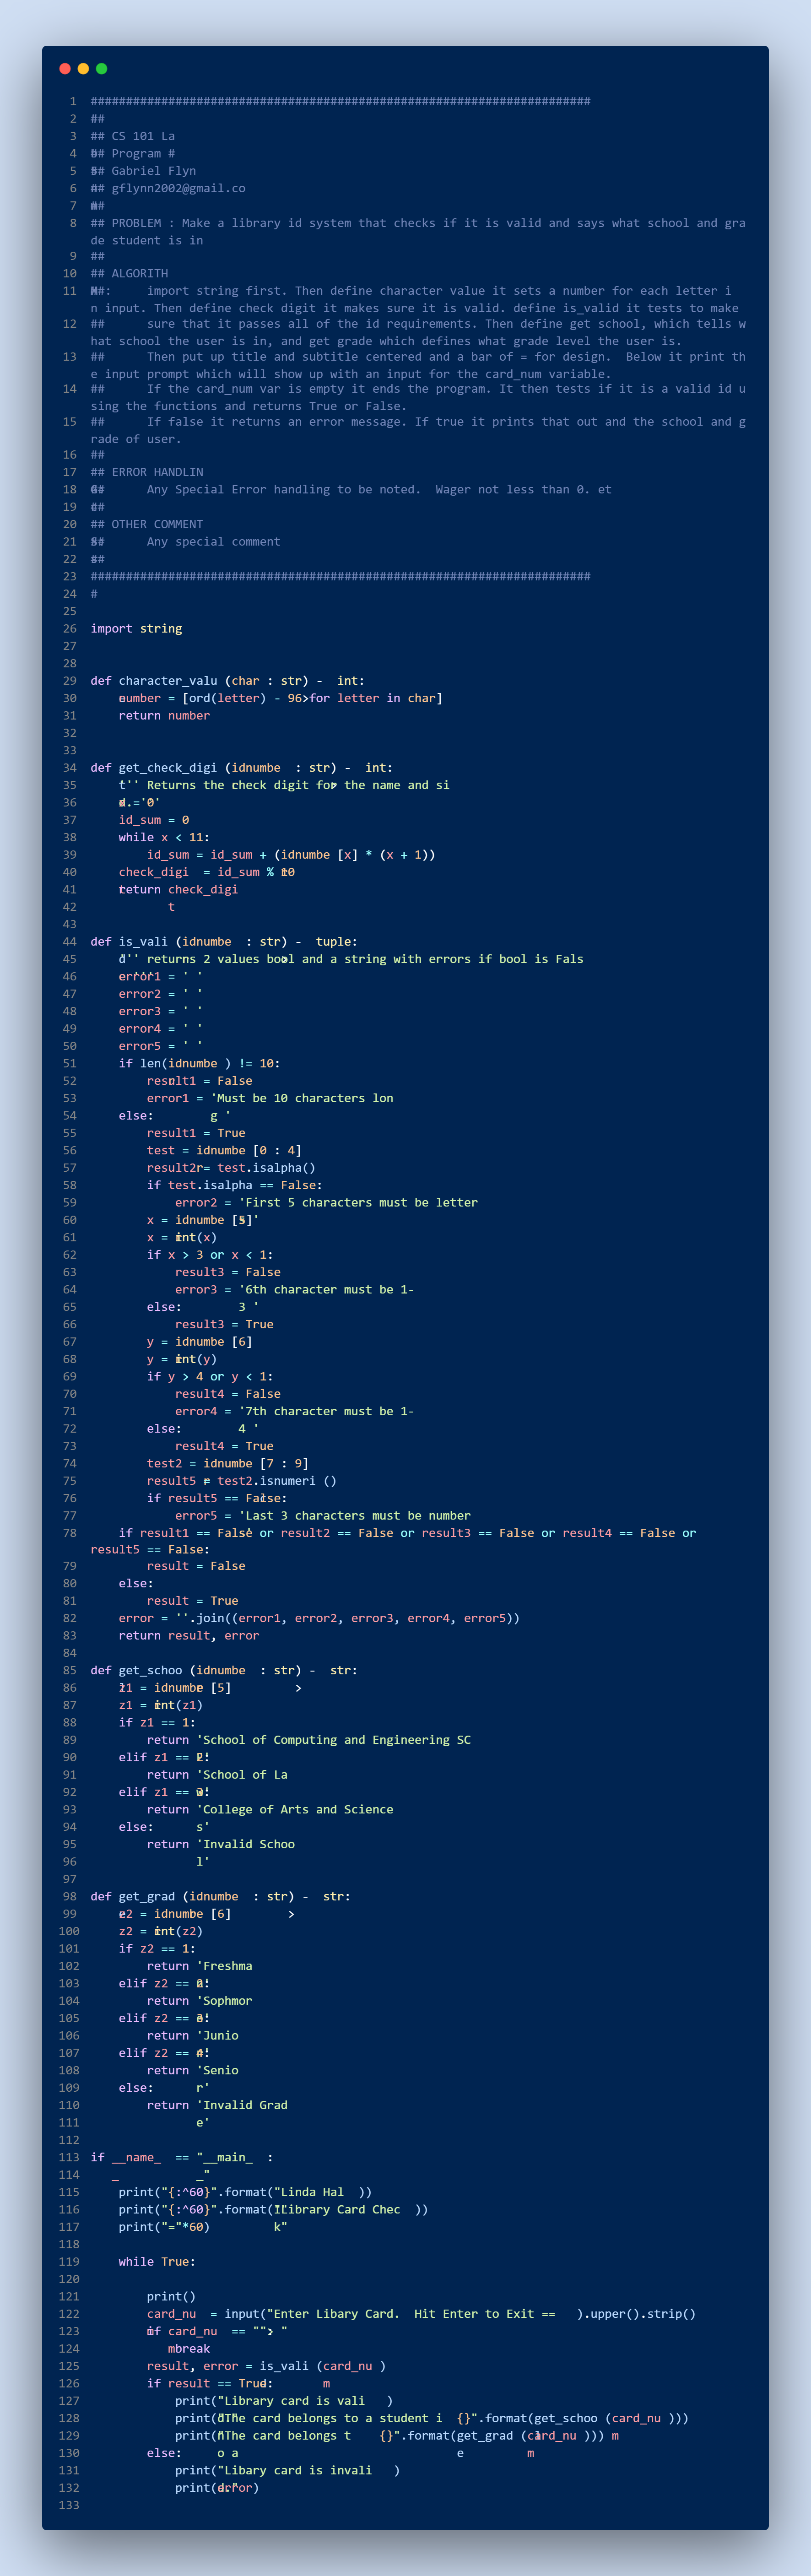 1 #######################################################################
2 ##
3 ## CS 101 La
4 ## Program #
5 ## Gabriel Flyn
6 ## gflynn2002@gmail.co
7 ##
8 ## PROBLEM : Make a library id system that checks if it is valid and says what school and gra
de student is in
9 ##
10 ## ALGORITH
11 ##:     import string first. Then define character value it sets a number for each letter i
n input. Then define check digit it makes sure it is valid. define is_valid it tests to make
12 ##      sure that it passes all of the id requirements. Then define get school, which tells w
hat school the user is in, and get grade which defines what grade level the user is.
13 ##      Then put up title and subtitle centered and a bar of = for design.  Below it print th
e input prompt which will show up with an input for the card_num variable.
14 ##      If the card_num var is empty it ends the program. It then tests if it is a valid id u
sing the functions and returns True or False.
15 ##      If false it returns an error message. If true it prints that out and the school and g
rade of user.
16 ##
17 ## ERROR HANDLIN
18 ##      Any Special Error handling to be noted.  Wager not less than 0. et
19 ##
20 ## OTHER COMMENT
21 ##      Any special comment
22 ##
23 #######################################################################
24 #
25
26 import string
27
28
29 def character_valu (char : str) -  int:
30     number = [ord(letter) - 96 for letter in char]
31     return number
32
33
34 def get_check_digi (idnumbe  : str) -  int:
35     ''' Returns the check digit for the name and si
36     x = 0
37     id_sum = 0
38     while x < 11:
39         id_sum = id_sum + (idnumbe [x] * (x + 1))
40     check_digi  = id_sum % 10
41     return check_digi
42            t
43
44 def is_vali (idnumbe  : str) -  tuple:
45     ''' returns 2 values bool and a string with errors if bool is Fals
46     error1 = ' '
47     error2 = ' '
48     error3 = ' '
49     error4 = ' '
50     error5 = ' '
51     if len(idnumbe ) != 10:
52         result1 = False
53         error1 = 'Must be 10 characters lon
54     else:        g '
55         result1 = True
56         test = idnumbe [0 : 4]
57         result2 = test.isalpha()
58         if test.isalpha == False:
59             error2 = 'First 5 characters must be letter
60         x = idnumbe [5]'
61         x = int(x)
62         if x > 3 or x < 1:
63             result3 = False
64             error3 = '6th character must be 1-
65         else:        3 '
66             result3 = True
67         y = idnumbe [6]
68         y = int(y)
69         if y > 4 or y < 1:
70             result4 = False
71             error4 = '7th character must be 1-
72         else:        4 '
73             result4 = True
74         test2 = idnumbe [7 : 9]
75         result5 = test2.isnumeri ()
76         if result5 == False:
77             error5 = 'Last 3 characters must be number
78     if result1 == False or result2 == False or result3 == False or result4 == False or
result5 == False:
79         result = False
80     else:
81         result = True
82     error = ''.join((error1, error2, error3, error4, error5))
83     return result, error
84
85 def get_schoo (idnumbe  : str) -  str:
86     z1 = idnumbe [5]         >
87     z1 = int(z1)
88     if z1 == 1:
89         return 'School of Computing and Engineering SC
90     elif z1 == 2:
91         return 'School of La
92     elif z1 == 3:
93         return 'College of Arts and Science
94     else:      s'
95         return 'Invalid Schoo
96                l'
97
98 def get_grad (idnumbe  : str) -  str:
99     z2 = idnumbe [6]        >
100     z2 = int(z2)
101     if z2 == 1:
102         return 'Freshma
103     elif z2 == 2:
104         return 'Sophmor
105     elif z2 == 3:
106         return 'Junio
107     elif z2 == 4:
108         return 'Senio
109     else:      r'
110         return 'Invalid Grad
111                e'
112
113 if __name_  == "__main_  :
114    _           _"
115     print("{:^60}".format("Linda Hal  ))
116     print("{:^60}".format("Library Card Chec  ))
117     print("="*60)         k"
118
119     while True:
120
121         print()
122         card_nu  = input("Enter Libary Card.  Hit Enter to Exit ==   ).upper().strip()
123         if card_nu  == "": "
124            mbreak
125         result, error = is_vali (card_nu )
126         if result == True:       m
127             print("Library card is vali   )
128             print("The card belongs to a student i  {}".format(get_schoo (card_nu )))
129             print("The card belongs t    {}".format(get_grad (card_nu ))) m
130         else:     o a                               e         m
131             print("Libary card is invali   )
132             print(error)
133